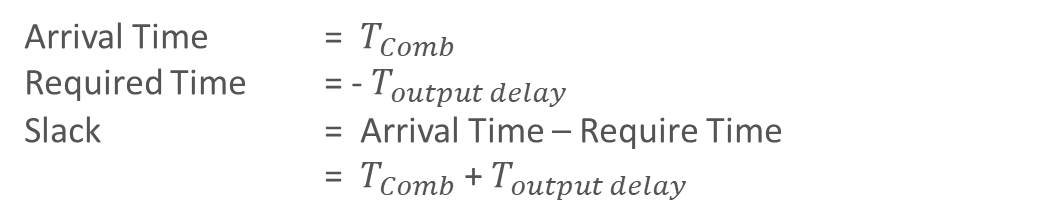 Arrival Time = T_Comb
Required Time = - T_output delay
Slack = Arrival Time – Require Time
= T_Comb + T_output delay